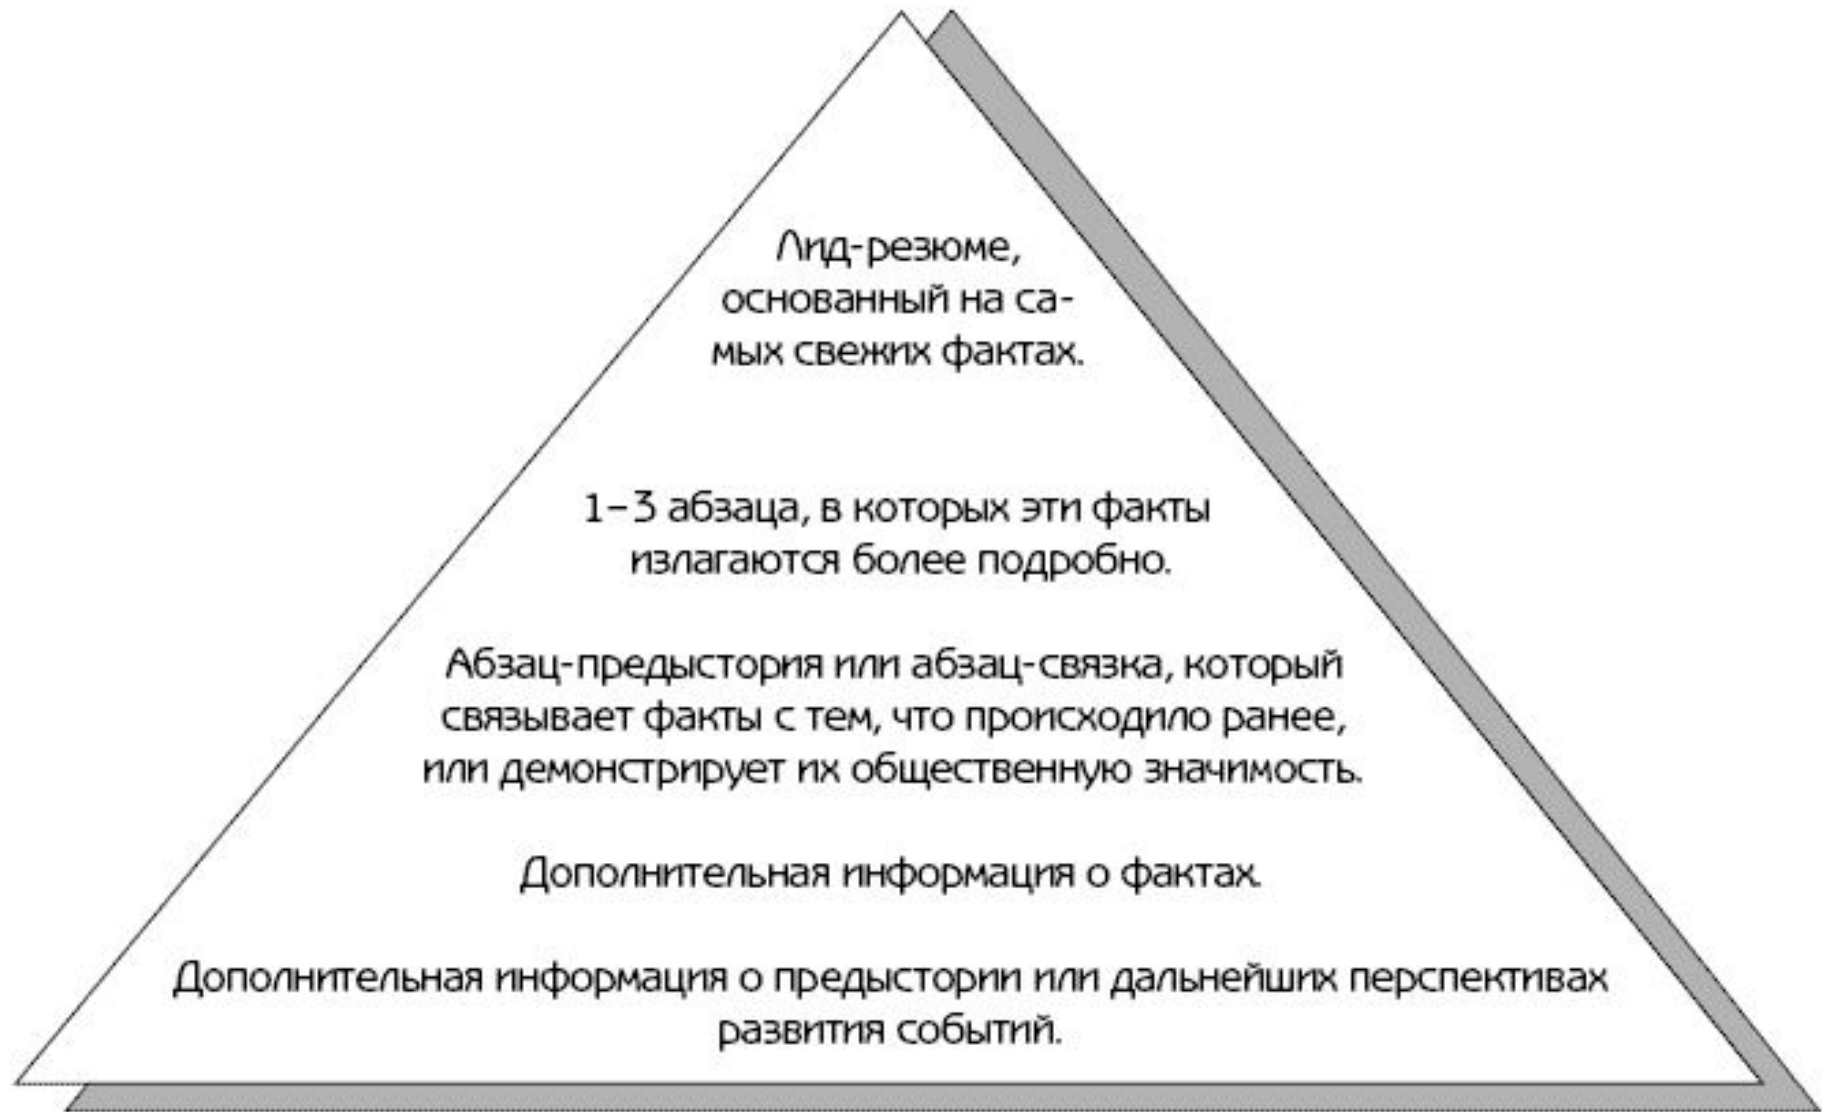 Лид-резюме,
основанный на са-
мых свежих фактах.
1–3 абзаца, в которых эти факты
излагаются более подробно.
Абзац-предыстория или абзац-связка, который
связывает факты с тем, что происходило ранее,
или демонстрирует их общественную значимость.
Дополнительная информация о фактах.
Дополнительная информация о предыстории или дальнейших перспективах
развития событий.